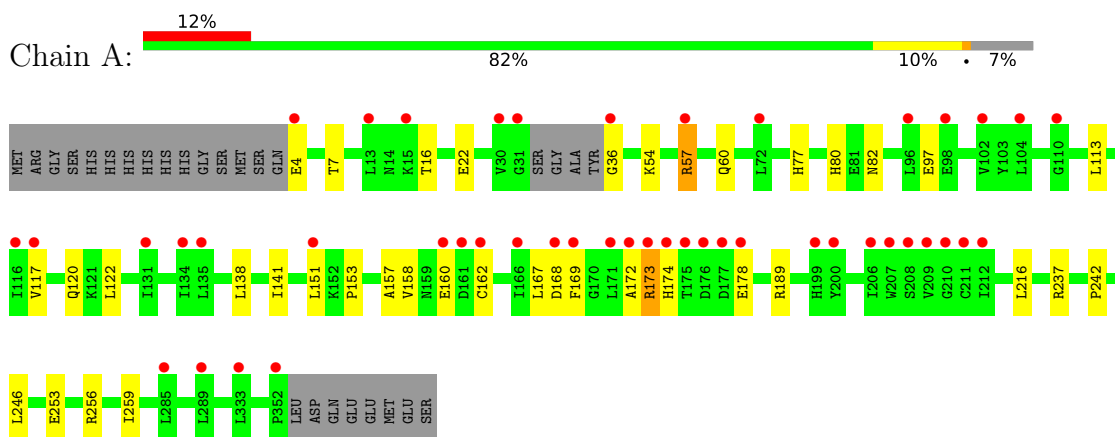 12%
Chain A:
82% 10% • 7%
MET ARG GLY SER HIS HIS HIS HIS HIS HIS GLY SER MET SER GLN E4 T7 L13 N14 K15 T16 E22 V30 G31 SER GLY ALA TYR G36 K54 R57 Q60 L72 H77 H80 E81 N82 L96 E97 E98 V102 Y103 L104 G110 L113
I116 V117 Q120 K121 L122 I131 I134 L135 L138 I141 L151 K152 P153 A157 V158 N159 E160 D161 C162 I166 L167 D168 F169 G170 L171 A172 R173 H174 T175 D176 D177 E178 R189 H199 Y200 I206 W207 S208 V209 G210 C211 I212 L216 R237 P242
L246 E253 R256 I259 L285 L289 L333 P352 LEU ASP GLN GLU GLU MET GLU SER